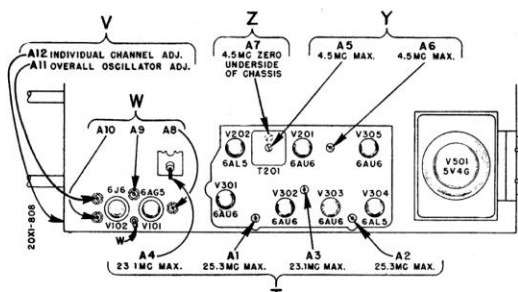 V
A12 INDIVIDUAL CHANNEL ADJ.
A11 OVERALL OSCILLATOR ADJ.
Z
A7
4.5MC ZERO
UNDERSIDE
OF CHASSIS
Y
A5
4.5MC MAX.
A6
4.5 MC MAX.
W
A10 A9 A8
V202
6AL5
T201
V201
6AU6
V305
6AU6
V501
5V4G
6J6
6AG5
V102
V101
W
V301
6AU6
V302
6AU6
V303
6AU6
V304
6AL5
20X1-808
A4
23.1MC MAX.
A1
25.3MC MAX.
A3
23.1MC MAX.
A2
25.3MC MAX.